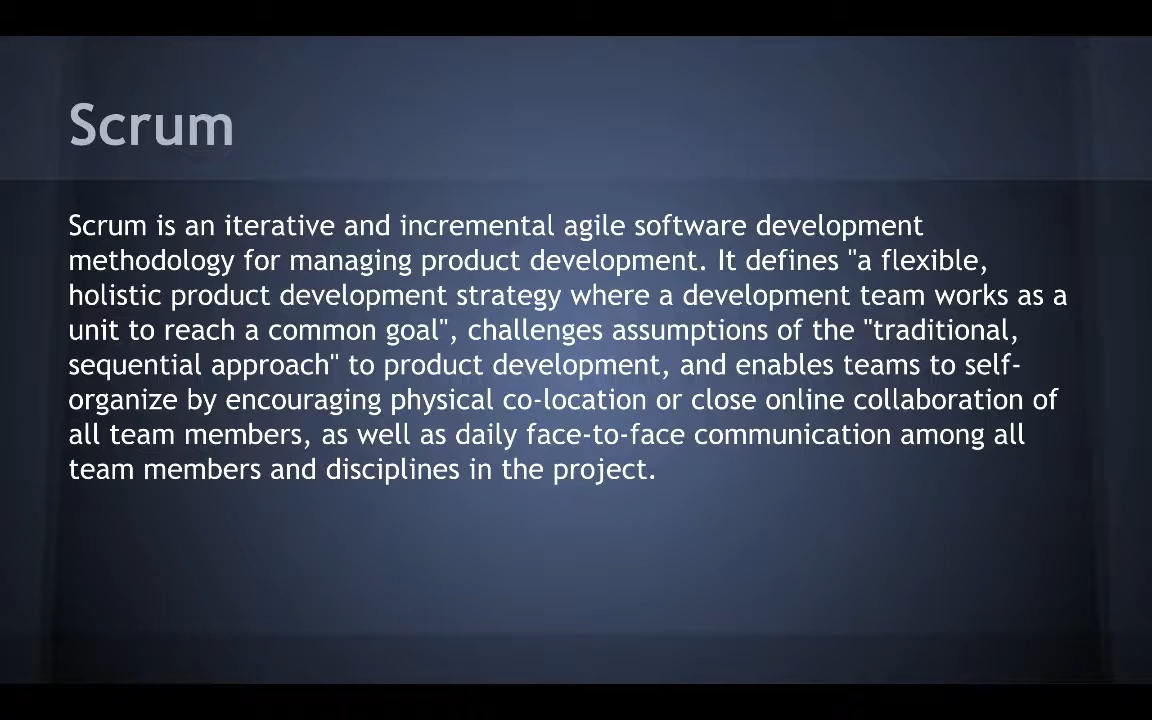 Scrum
Scrum is an iterative and incremental agile software development
methodology for managing product development. It defines "a flexible,
holistic product development strategy where a development team works as a
unit to reach a common goal", challenges assumptions of the "traditional,
sequential approach" to product development, and enables teams to self-
organize by encouraging physical co-location or close online collaboration of
all team members, as well as daily face-to-face communication among all
team members and disciplines in the project.